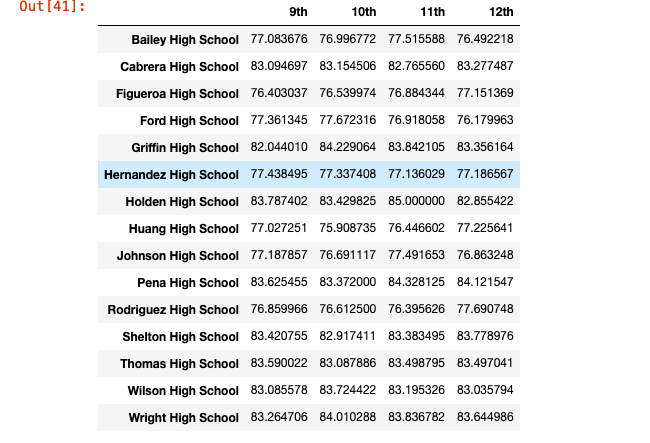 Out[41]:
9th 10th 11th 12th
Bailey High School 77.083676 76.996772 77.515588 76.492218
Cabrera High School 83.094697 83.154506 82.765560 83.277487
Figueroa High School 76.403037 76.539974 76.884344 77.151369
Ford High School 77.361345 77.672316 76.918058 76.179963
Griffin High School 82.044010 84.229064 83.842105 83.356164
Hernandez High School 77.438495 77.337408 77.136029 77.186567
Holden High School 83.787402 83.429825 85.000000 82.855422
Huang High School 77.027251 75.908735 76.446602 77.225641
Johnson High School 77.187857 76.691117 77.491653 76.863248
Pena High School 83.625455 83.372000 84.328125 84.121547
Rodriguez High School 76.859966 76.612500 76.395626 77.690748
Shelton High School 83.420755 82.917411 83.383495 83.778976
Thomas High School 83.590022 83.087886 83.498795 83.497041
Wilson High School 83.085578 83.724422 83.195326 83.035794
Wright High School 83.264706 84.010288 83.836782 83.644986